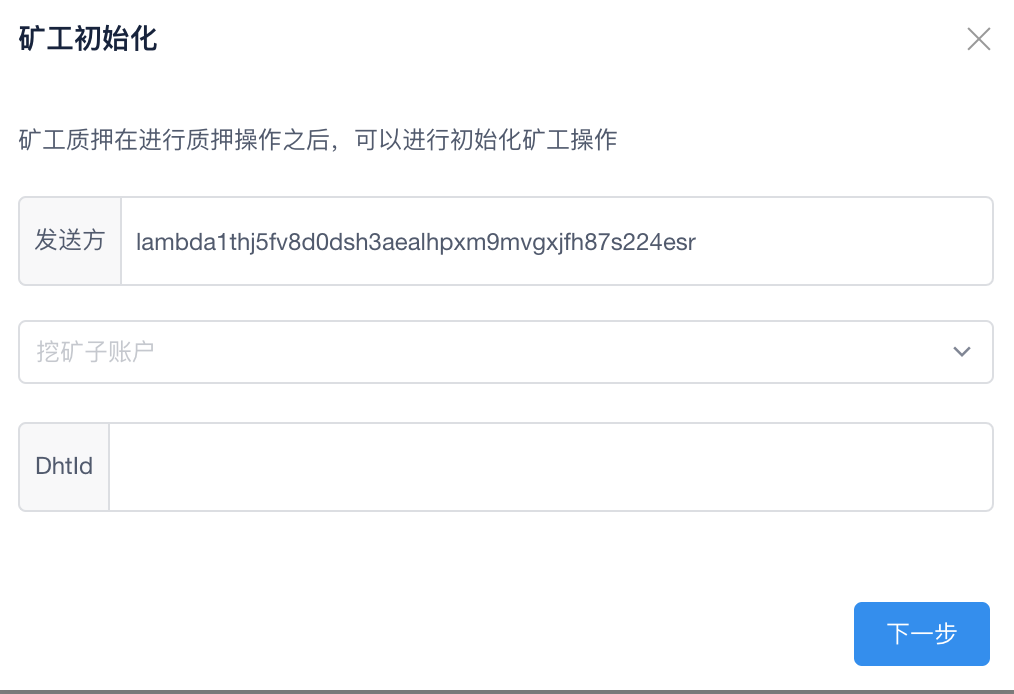 矿工初始化
矿工质押在进行质押操作之后，可以进行初始化矿工操作
发送方 lambda1thj5fv8d0dsh3aealhpxm9mvgxjfh87s224esr
挖矿子账户
DhtId
下一步